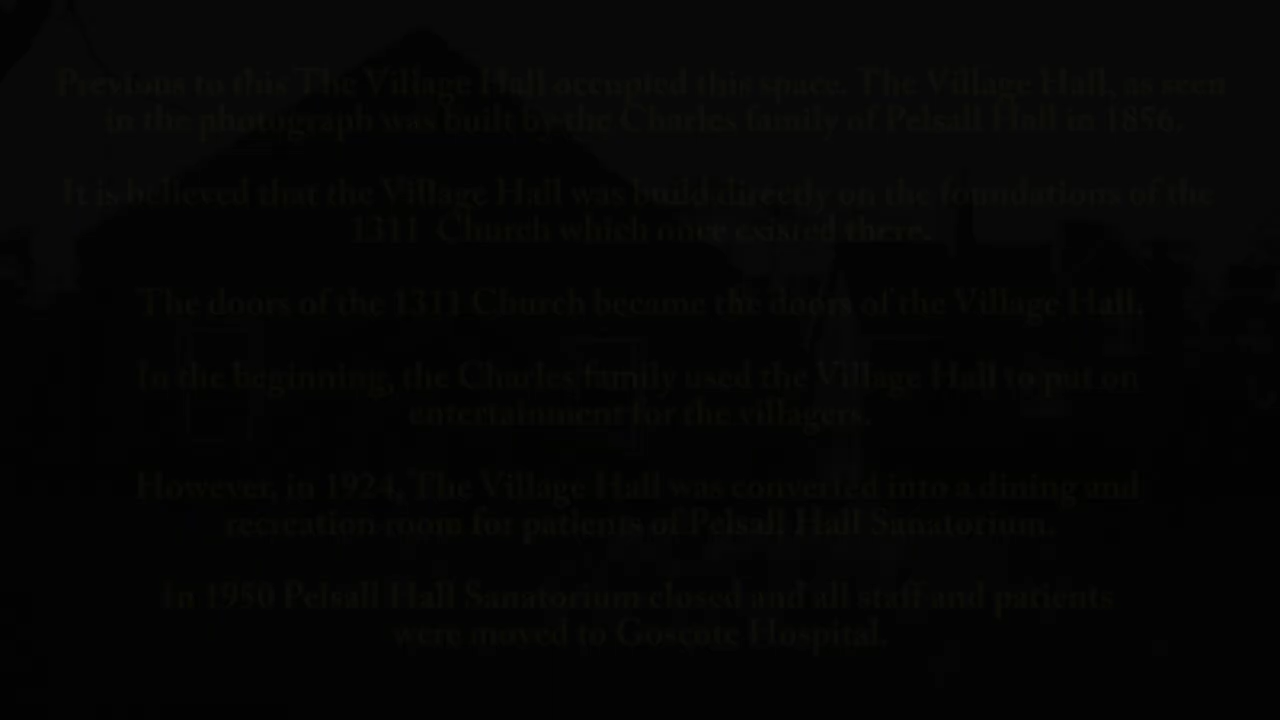 Previous to this The Village Hall occupied this space. The Village Hall, as seen
in the photograph was built by the Charles family of Pelsall Hall in 1856.
It is believed that the Village Hall was build directly on the foundations of the
1311 Church which once existed there.
The doors of the 1311 Church became the doors of the Village Hall.
In the beginning, the Charles family used the Village Hall to put on
entertainment for the villagers.
However, in 1924, The Village Hall was converted into a dining and
recreation room for patients of Pelsall Hall Sanatorium.
In 1950 Pelsall Hall Sanatorium closed and all staff and patients
were moved to Goscote Hospital.